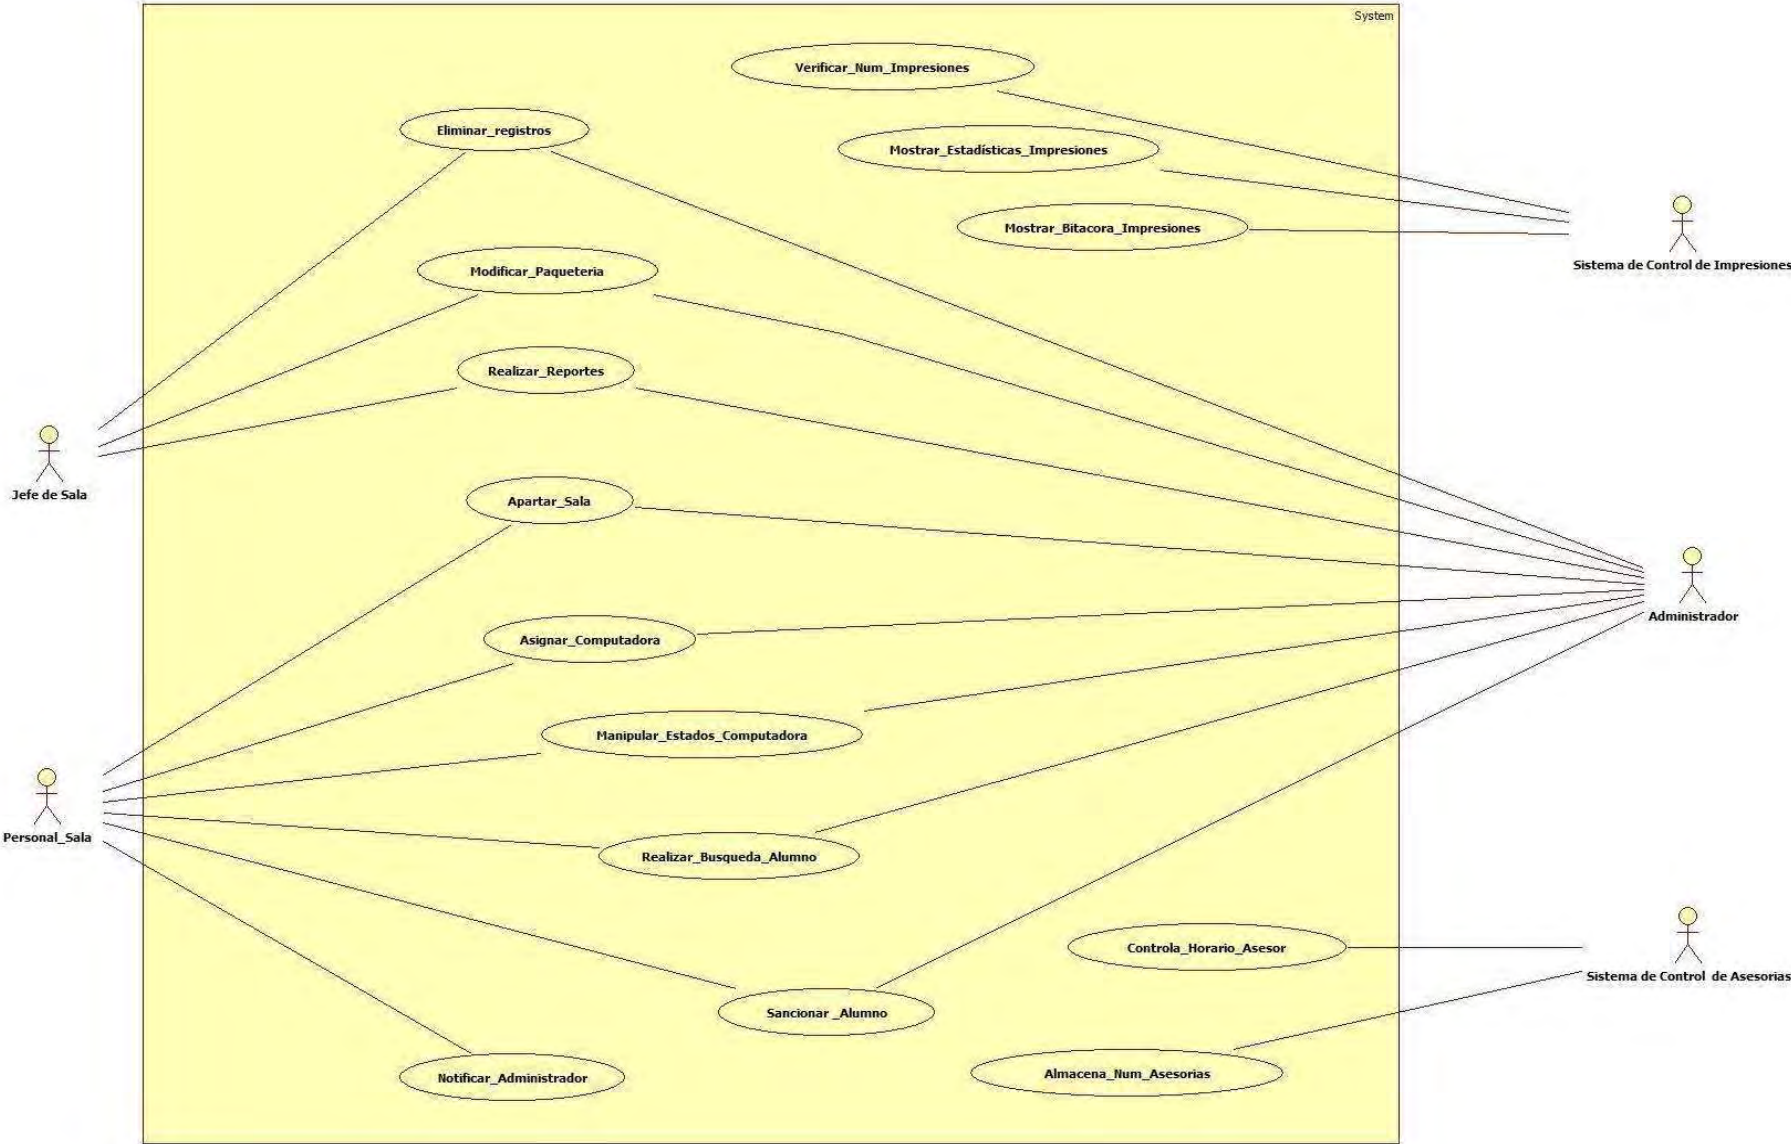 System
Verificar_Num_Impresiones
Eliminar_registros
Mostrar_Estadísticas_Impresiones
Mostrar_Bitacora_Impresiones
Sistema de Control de Impresiones
Modificar_Paqueteria
Realizar_Reportes
Jefe de Sala
Apartar_Sala
Administrador
Asignar_Computadora
Manipular_Estados_Computadora
Personal_Sala
Realizar_Busqueda_Alumno
Controla_Horario_Asesor
Sistema de Control de Asesorias
Sancionar _Alumno
Almacena_Num_Asesorias
Notificar_Administrador